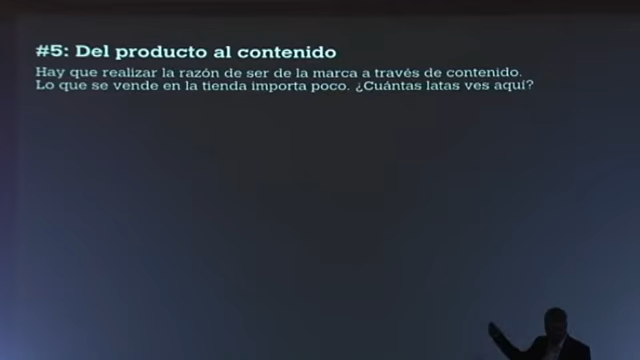 #5: Del producto al contenido
Hay que realizar la razón de ser de la marca a través de contenido.
Lo que se vende en la tienda importa poco. ¿Cuántas latas ves aquí?